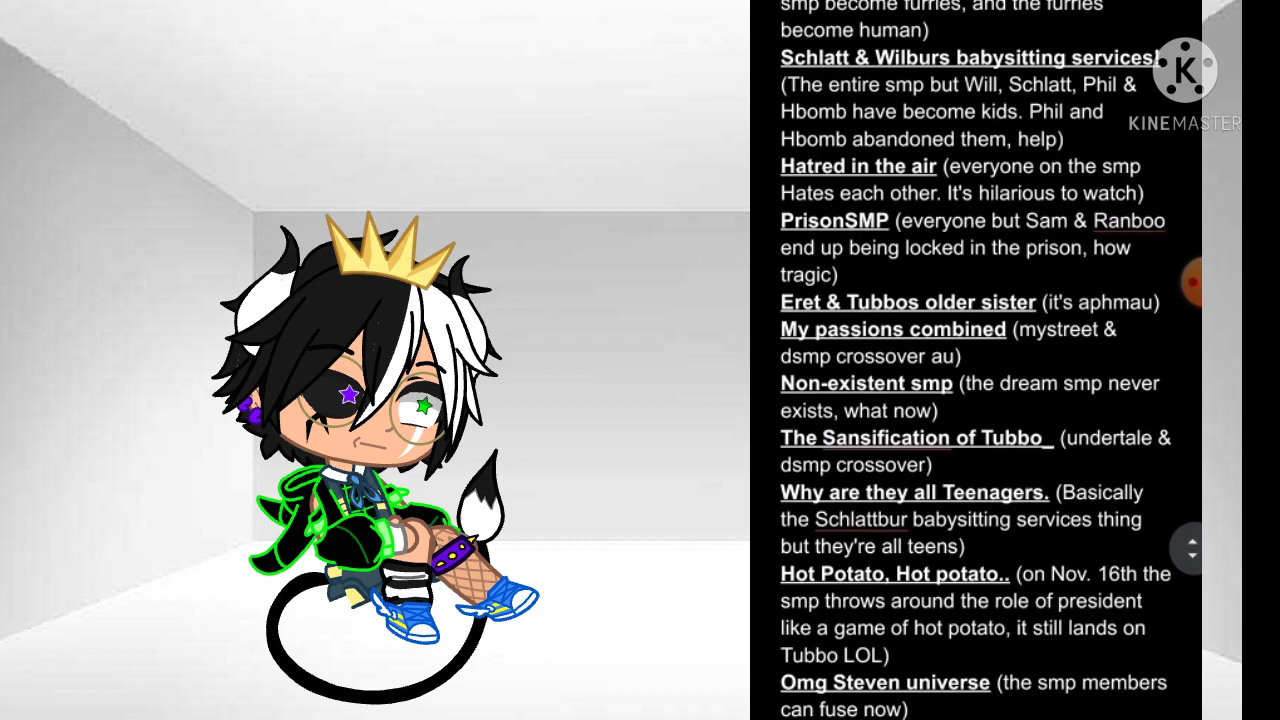 smp become furries, and the furries
become human)
Schlatt & Wilburs babysitting services!
(The entire smp but Will, Schlatt, Phil &
Hbomb have become kids. Phil and
Hbomb abandoned them, help)
Hatred in the air (everyone on the smp
Hates each other. It's hilarious to watch)
PrisonSMP (everyone but Sam & Ranboo
end up being locked in the prison, how
tragic)
Eret & Tubbos older sister (it's aphmau)
My passions combined (mystreet &
dsmp crossover au)
Non-existent smp (the dream smp never
exists, what now)
The Sansification of Tubbo_ (undertale &
dsmp crossover)
Why are they all Teenagers. (Basically
the Schlattbur babysitting services thing
but they're all teens)
Hot Potato, Hot potato.. (on Nov. 16th the
smp throws around the role of president
like a game of hot potato, it still lands on
Tubbo LOL)
Omg Steven universe (the smp members
can fuse now)
K
KINEMASTER